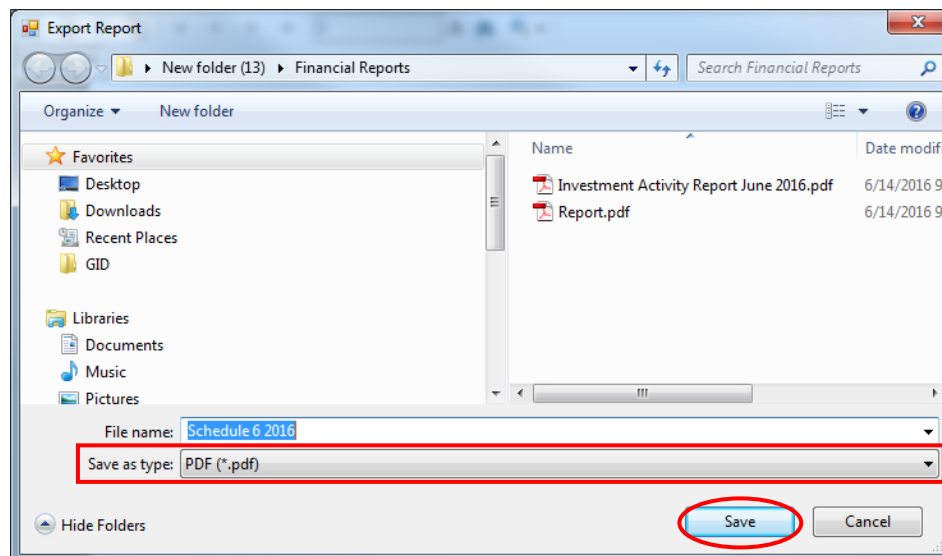 Export Report
New folder (13) Financial Reports
Search Financial Reports
Organize New folder
Name Date modif
Favorites
Desktop
Downloads
Recent Places
GID
Libraries
Documents
Music
Pictures
Investment Activity Report June 2016.pdf 6/14/2016 9
Report.pdf 6/14/2016 9
File name: Schedule 6 2016
Save as type: PDF (*.pdf)
Hide Folders
Save Cancel